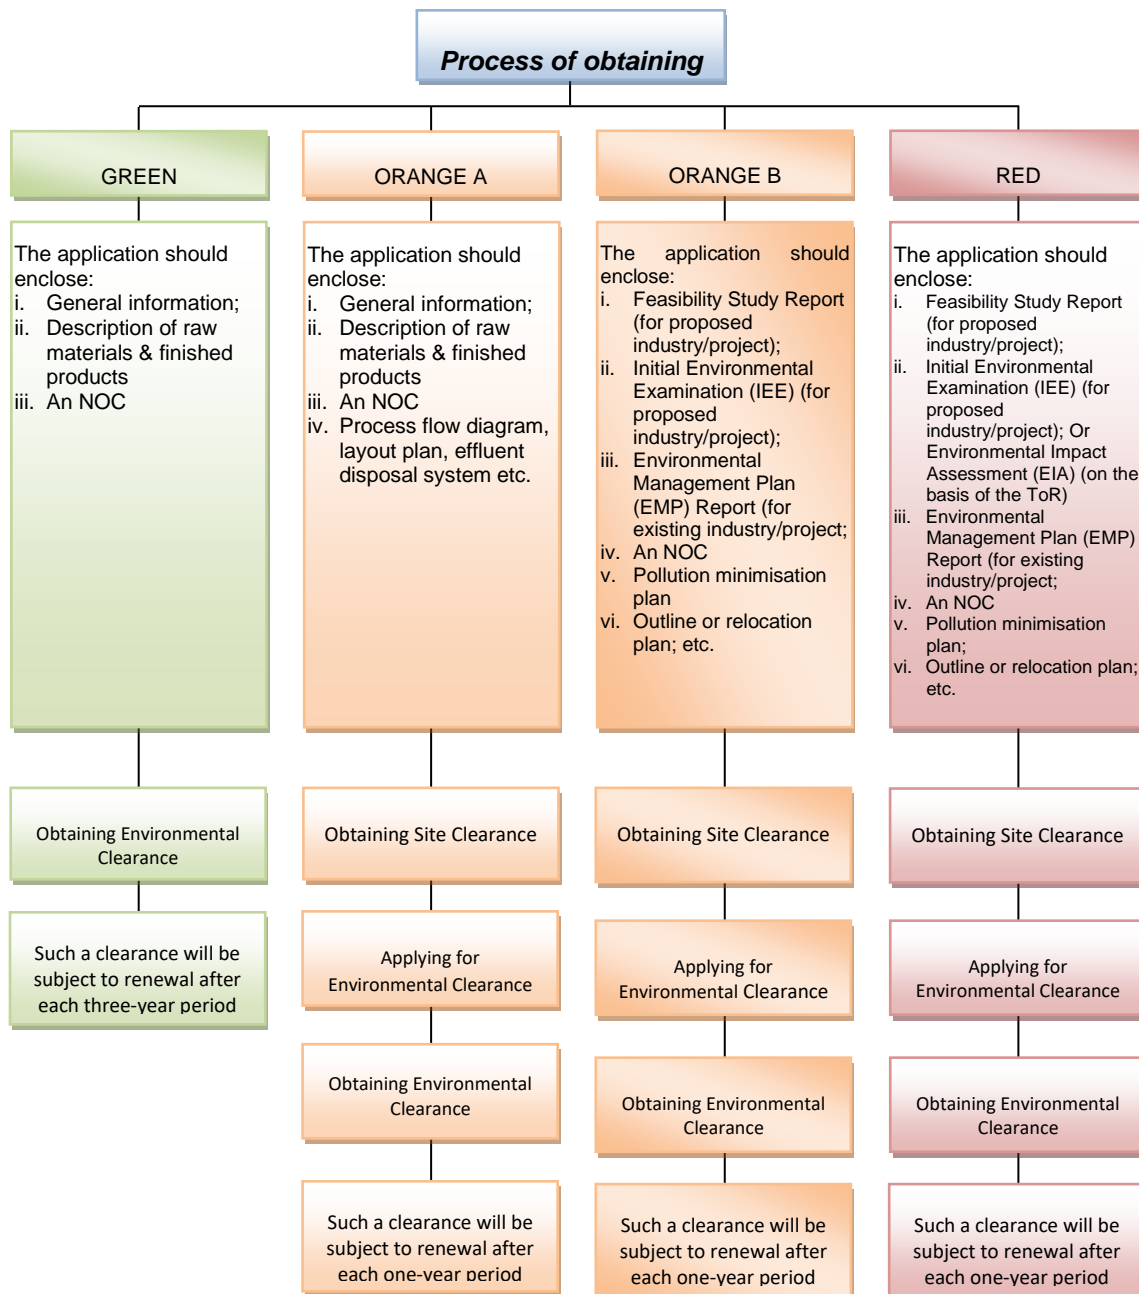 Process of obtaining
GREEN
The application should
enclose:
i. General information;
ii. Description of raw
materials & finished
products
iii. An NOC
Obtaining Environmental
Clearance
Such a clearance will be
subject to renewal after
each three-year period
ORANGE A
The application should
enclose:
i. General information;
ii. Description of raw
materials & finished
products
iii. An NOC
iv. Process flow diagram,
layout plan, effluent
disposal system etc.
Obtaining Site Clearance
Applying for
Environmental Clearance
Obtaining Environmental
Clearance
Such a clearance will be
subject to renewal after
each one-year period
ORANGE B
The application should
enclose:
i. Feasibility Study Report
(for proposed
industry/project);
ii. Initial Environmental
Examination (IEE) (for
proposed
industry/project);
iii. Environmental
Management Plan
(EMP) Report (for
existing industry/project;
iv. An NOC
v. Pollution minimisation
plan
vi. Outline or relocation
plan; etc.
Obtaining Site Clearance
Applying for
Environmental Clearance
Obtaining Environmental
Clearance
Such a clearance will be
subject to renewal after
each one-year period
RED
The application should
enclose:
i. Feasibility Study Report
(for proposed
industry/project);
ii. Initial Environmental
Examination (IEE) (for
proposed
industry/project); Or
Environmental Impact
Assessment (EIA) (on the
basis of the ToR)
iii. Environmental
Management Plan (EMP)
Report (for existing
industry/project;
iv. An NOC
v. Pollution minimisation
plan;
vi. Outline or relocation plan;
etc.
Obtaining Site Clearance
Applying for
Environmental Clearance
Obtaining Environmental
Clearance
Such a clearance will be
subject to renewal after
each one-year period